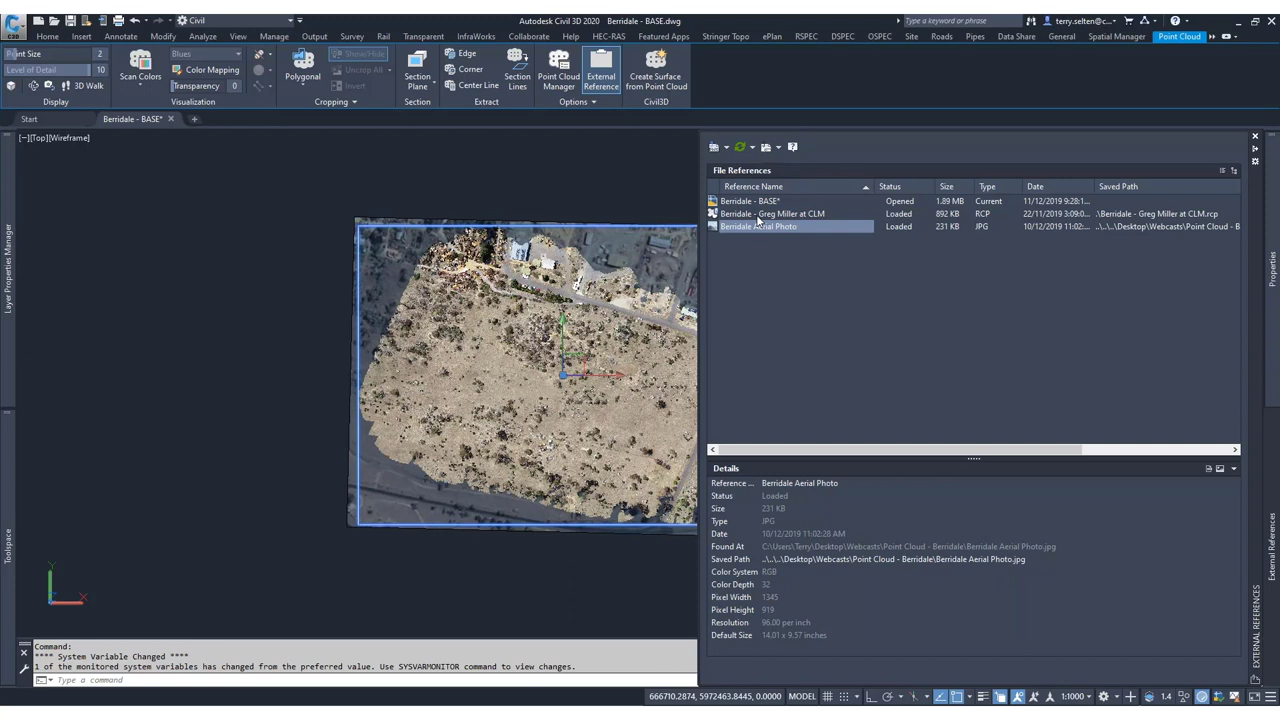 Civil
Autodesk Civil 3D 2020 Berridale - BASE.dwg
Type a keyword or phrase
terry.selten@c...
C3D
Home Insert Annotate Modify Analyze View Manage Output Survey Rail Transparent InfraWorks Collaborate Help HEC-RAS Featured Apps Stringer Topo ePlan RSPEC DSPEC OSPEC Site Roads Pipes Data Share General Spatial Manager Point Cloud
Point Size 2
Level of Detail 10
3D Walk
Display
Scan Colors
Blues
Color Mapping
Transparency 0
Visualization
Polygonal
Show/Hide
Uncrop All
Invert
Cropping
Section Plane
Section
Edge
Corner
Center Line
Section Lines
Extract
Point Cloud Manager
External Reference
Options
Create Surface from Point Cloud
Civil3D
Start
Berridale - BASE*
[−][Top][Wireframe]
Layer Properties Manager
Toolspace
File References
Reference Name Status Size Type Date Saved Path
Berridale - BASE* Opened 1.89 MB Current 11/12/2019 9:28:1...
Berridale - Greg Miller at CLM Loaded 892 KB RCP 22/11/2019 3:09:0... .\Berridale - Greg Miller at CLM.rcp
Berridale Aerial Photo Loaded 231 KB JPG 10/12/2019 11:02:... ..\..\..\Desktop\Webcasts\Point Cloud - B
Details
Reference ... Berridale Aerial Photo
Status Loaded
Size 231 KB
Type JPG
Date 10/12/2019 11:02:28 AM
Found At C:\Users\Terry\Desktop\Webcasts\Point Cloud - Berridale\Berridale Aerial Photo.jpg
Saved Path ..\..\..\Desktop\Webcasts\Point Cloud - Berridale\Berridale Aerial Photo.jpg
Color System RGB
Color Depth 32
Pixel Width 1345
Pixel Height 919
Resolution 96.00 per inch
Default Size 14.01 x 9.57 inches
Properties
External References
EXTERNAL REFERENCES
Y
X
Command:
**** System Variable Changed ****
1 of the monitored system variables has changed from the preferred value. Use SYSVARMONITOR command to view changes.
Type a command
666710.2874, 5972463.8445, 0.0000 MODEL 1:1000 1.4